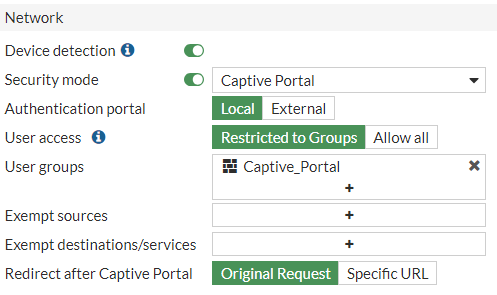 Network
Device detection
Security mode Captive Portal
Authentication portal Local External
User access Restricted to Groups Allow all
User groups Captive_Portal
+
Exempt sources +
Exempt destinations/services +
Redirect after Captive Portal Original Request Specific URL